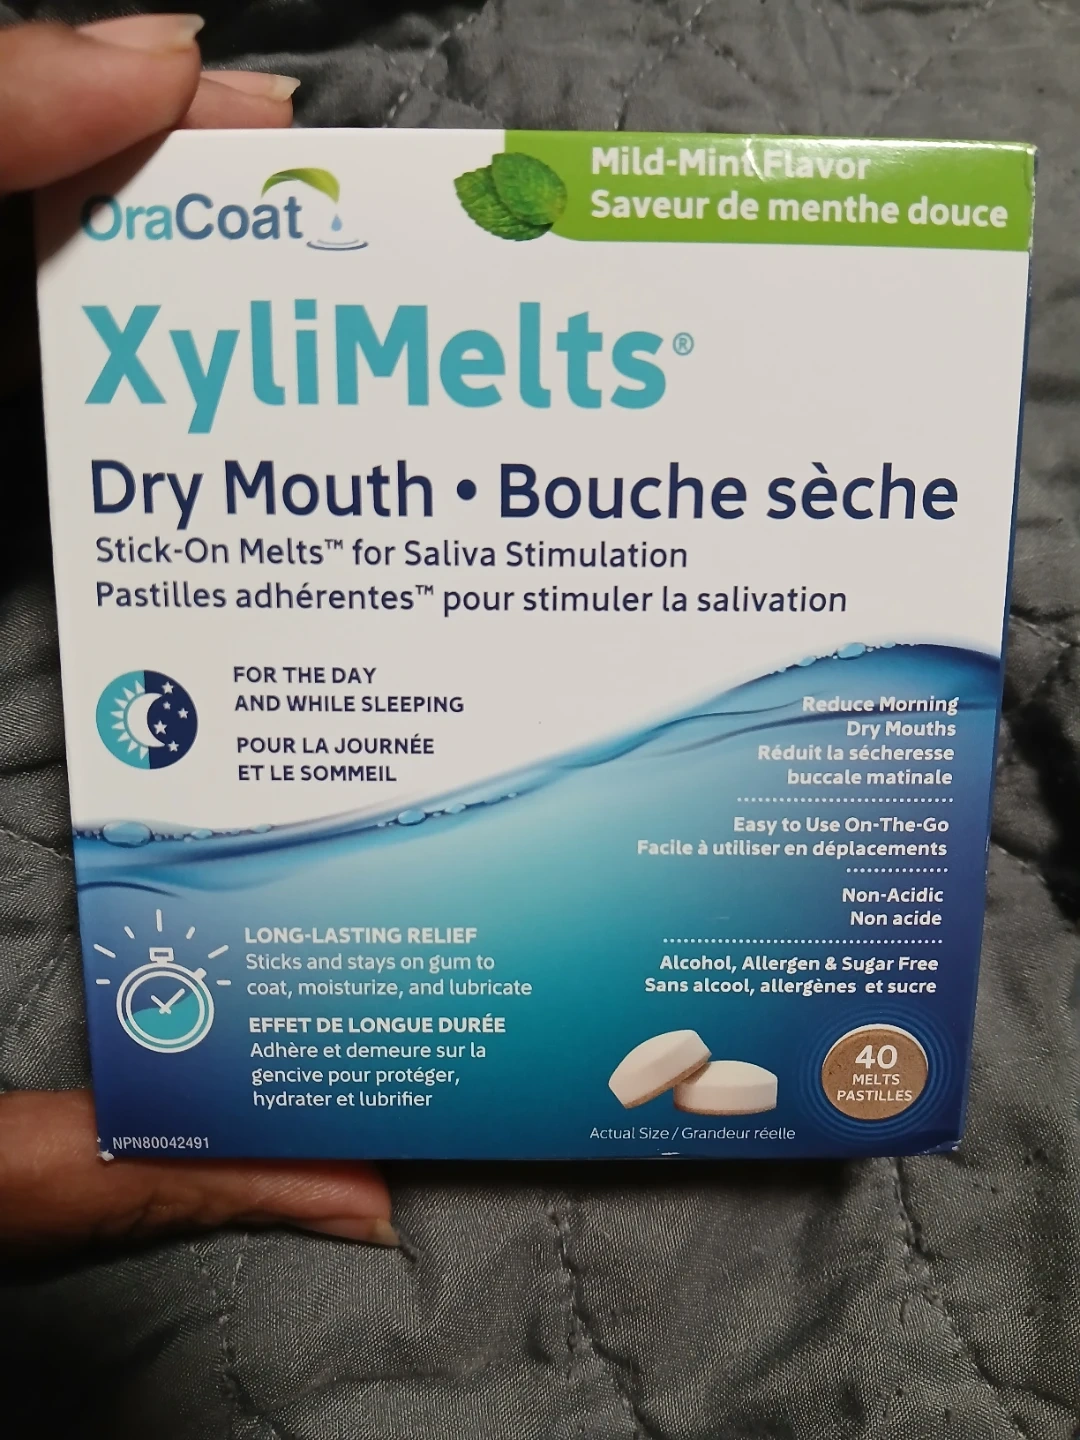 OraCoat
Mild-Mint Flavor
Saveur de menthe douce
XyliMelts®
Dry Mouth • Bouche sèche
Stick-On Melts™ for Saliva Stimulation
Pastilles adhérentes™ pour stimuler la salivation
FOR THE DAY
AND WHILE SLEEPING
POUR LA JOURNÉE
ET LE SOMMEIL
Reduce Morning
Dry Mouths
Réduit la sécheresse
buccale matinale
Easy to Use On-The-Go
Facile à utiliser en déplacements
Non-Acidic
Non acide
Alcohol, Allergen & Sugar Free
Sans alcool, allergènes et sucre
LONG-LASTING RELIEF
Sticks and stays on gum to
coat, moisturize, and lubricate
EFFET DE LONGUE DURÉE
Adhère et demeure sur la
gencive pour protéger,
hydrater et lubrifier
40
MELTS
PASTILLES
Actual Size / Grandeur réelle
NPN80042491